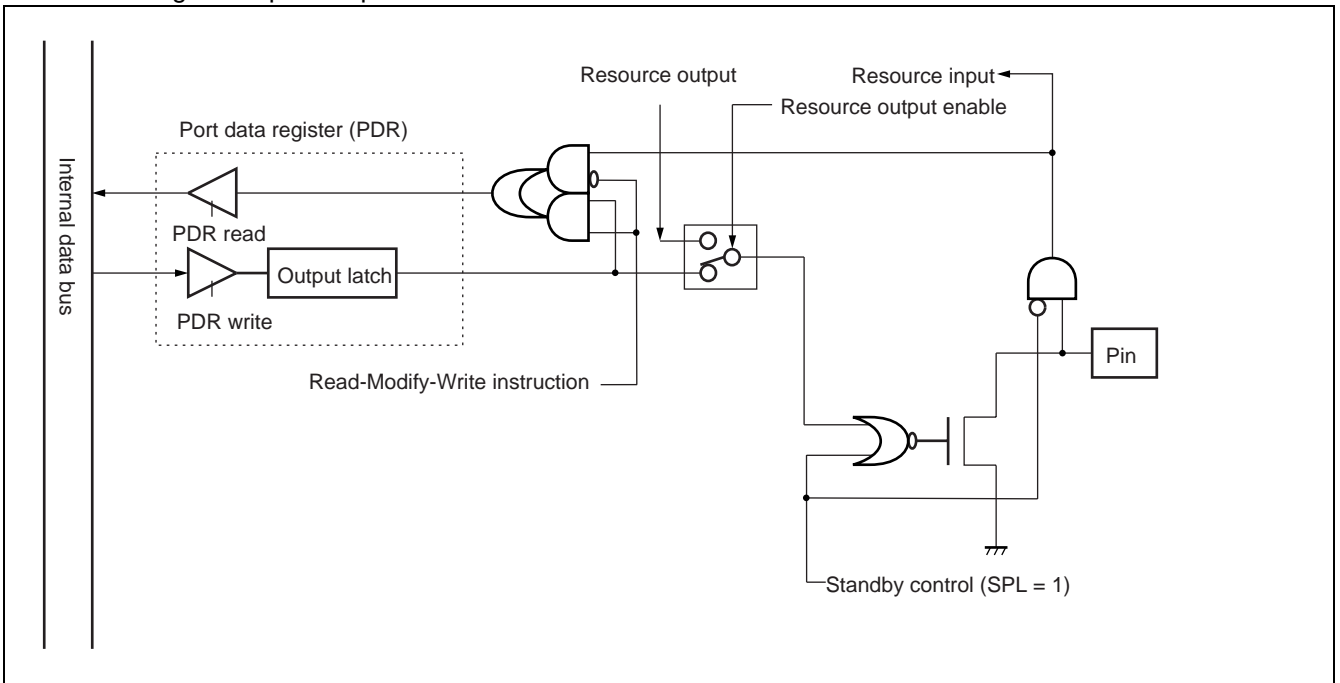 Resource output
Resource input
Resource output enable
Port data register (PDR)
Internal data bus
PDR read
Output latch
PDR write
Pin
Read-Modify-Write instruction
Standby control (SPL = 1)